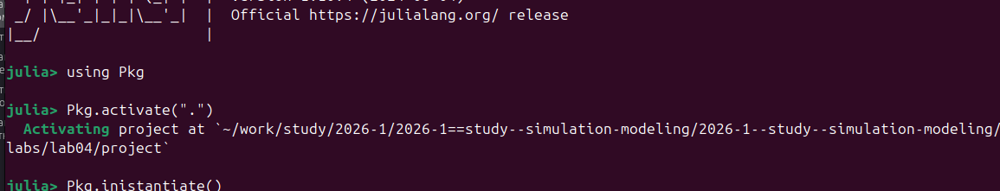 _/ |\__'_|_|_|\__'_|  |  Official https://julialang.org/ release
|__/                   |
julia> using Pkg
julia> Pkg.activate(".")
  Activating project at `~/work/study/2026-1/2026-1==study--simulation-modeling/2026-1--study--simulation-modeling/
labs/lab04/project`
julia> Pkg.inistantiate()